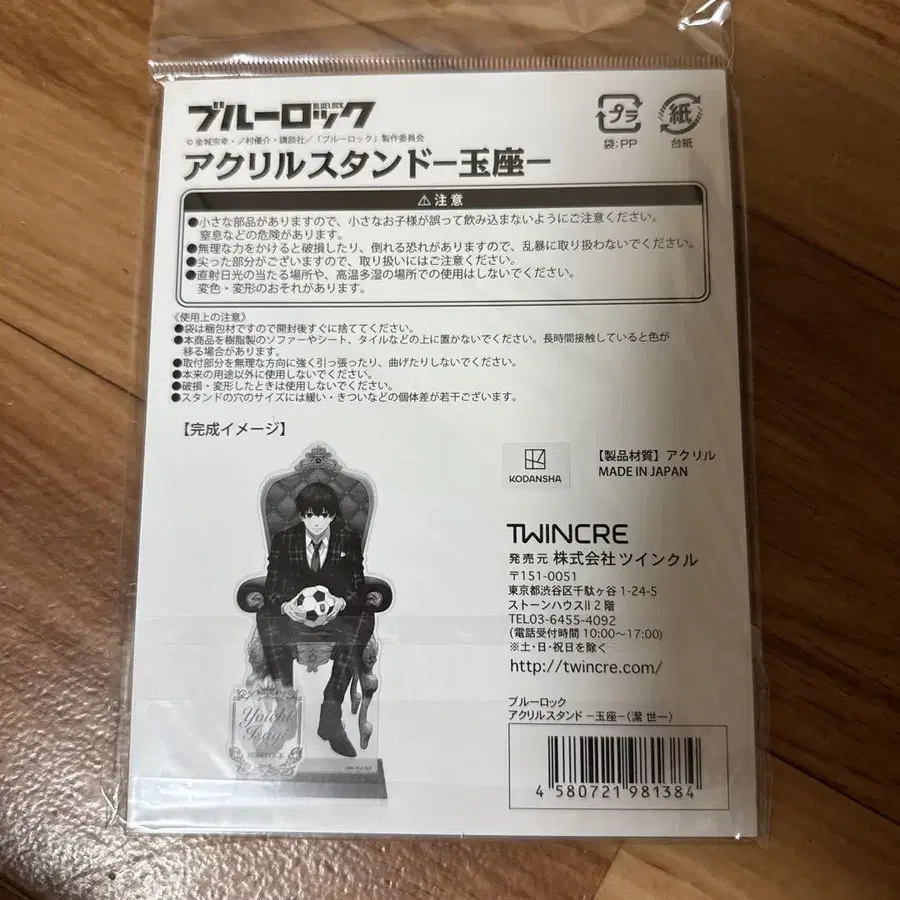 ブルーロック
BLUELOCK
©金城宗幸・ノ村優介・講談社／「ブルーロック」製作委員会
アクリルスタンドー玉座ー
プラ
袋:PP
紙
台紙
⚠注意
●小さな部品がありますので、小さなお子様が誤って飲み込まないようにご注意ください。
窒息などの危険があります。
●無理な力をかけると破損したり、倒れる恐れがありますので、乱暴に取り扱わないでください。
●尖った部分がございますので、取り扱いにはご注意ください。
●直射日光の当たる場所や、高温多湿の場所での使用はしないでください。
変色・変形のおそれがあります。
《使用上の注意》
●袋は梱包材ですので開封後すぐに捨ててください。
●本商品を樹脂製のソファーやシート、タイルなどの上に置かないでください。長時間接触していると色が
移る場合があります。
●取付部分を無理な方向に強く引っ張ったり、曲げたりしないでください。
●本来の用途以外に使用しないでください。
●破損・変形したときは使用しないでください。
●スタンドの穴のサイズには緩い・きついなどの個体差が若干ございます。
【完成イメージ】
Yoichi
Isagi
BLUELOCK
KODANSHA
【製品材質】アクリル
MADE IN JAPAN
TWINCRE
発売元 株式会社ツインクル
〒151-0051
東京都渋谷区千駄ヶ谷 1-24-5
ストーンハウスII 2 階
TEL03-6455-4092
(電話受付時間 10:00～17:00)
※土・日・祝日を除く
http://twincre.com/
ブルーロック
アクリルスタンドー玉座ー(潔 世一)
4 580721 981384